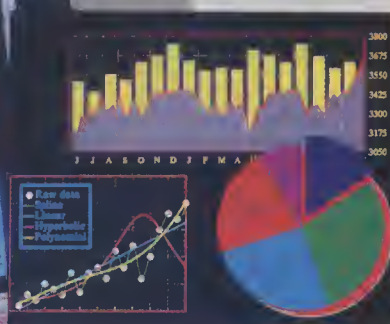 3800
3675
3550
3425
3300
3175
3050
J J A S O N D J F M A
Raw data
Spline
Linear
Hyperbolic
Polynomial